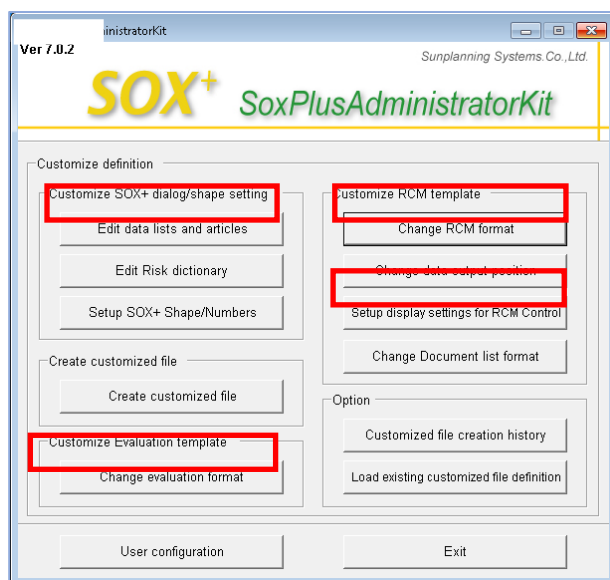 inistratorKit
Ver 7.0.2
Sunplanning Systems.Co.,Ltd.
SOX+ SoxPlusAdministratorKit
Customize definition
Customize SOX+ dialog/shape setting
Edit data lists and articles
Edit Risk dictionary
Setup SOX+ Shape/Numbers
Create customized file
Create customized file
Customize Evaluation template
Change evaluation format
Customize RCM template
Change RCM format
Change data output position
Setup display settings for RCM Control
Change Document list format
Option
Customized file creation history
Load existing customized file definition
User configuration
Exit